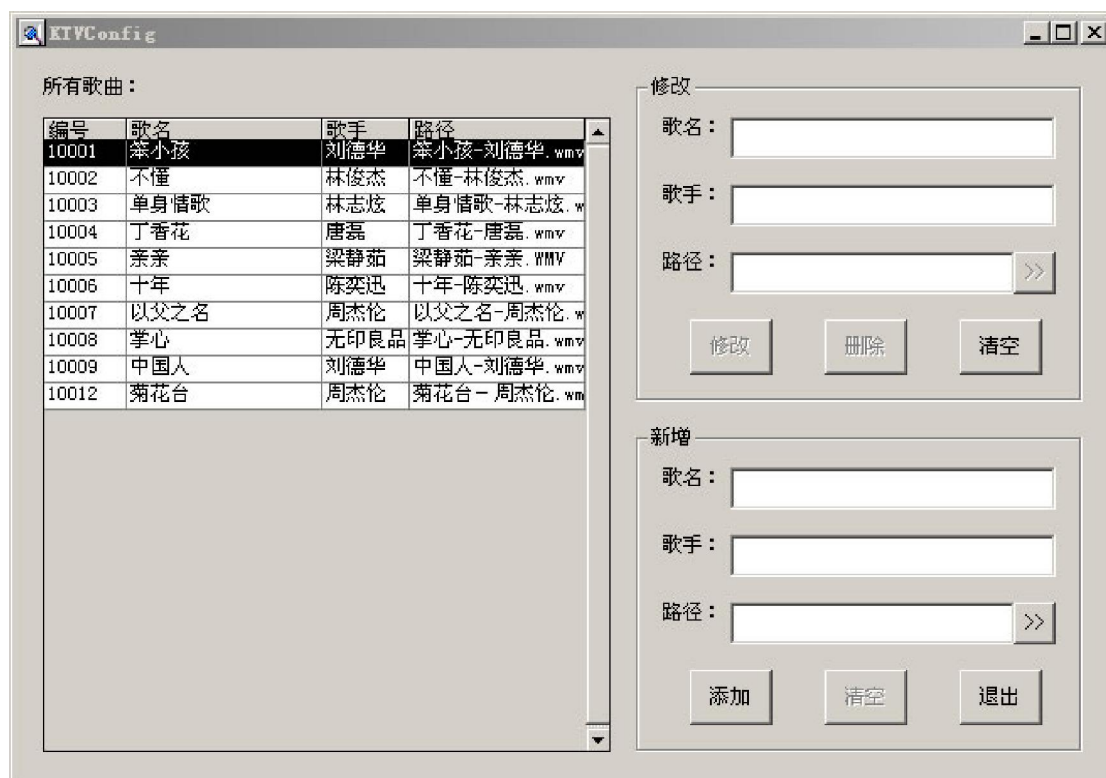 KTVConfig
所有歌曲：
编号 歌名 歌手 路径
10001 笨小孩 刘德华 笨小孩-刘德华.wmv
10002 不懂 林俊杰 不懂-林俊杰.wmv
10003 单身情歌 林志炫 单身情歌-林志炫.w
10004 丁香花 唐磊 丁香花-唐磊.wmv
10005 亲亲 梁静茹 梁静茹-亲亲.WMV
10006 十年 陈奕迅 十年-陈奕迅.wmv
10007 以父之名 周杰伦 以父之名-周杰伦.w
10008 掌心 无印良品 掌心-无印良品.wmv
10009 中国人 刘德华 中国人-刘德华.wmv
10012 菊花台 周杰伦 菊花台－周杰伦.wm
修改
歌名：
歌手：
路径： >>
修改 删除 清空
新增
歌名：
歌手：
路径： >>
添加 清空 退出